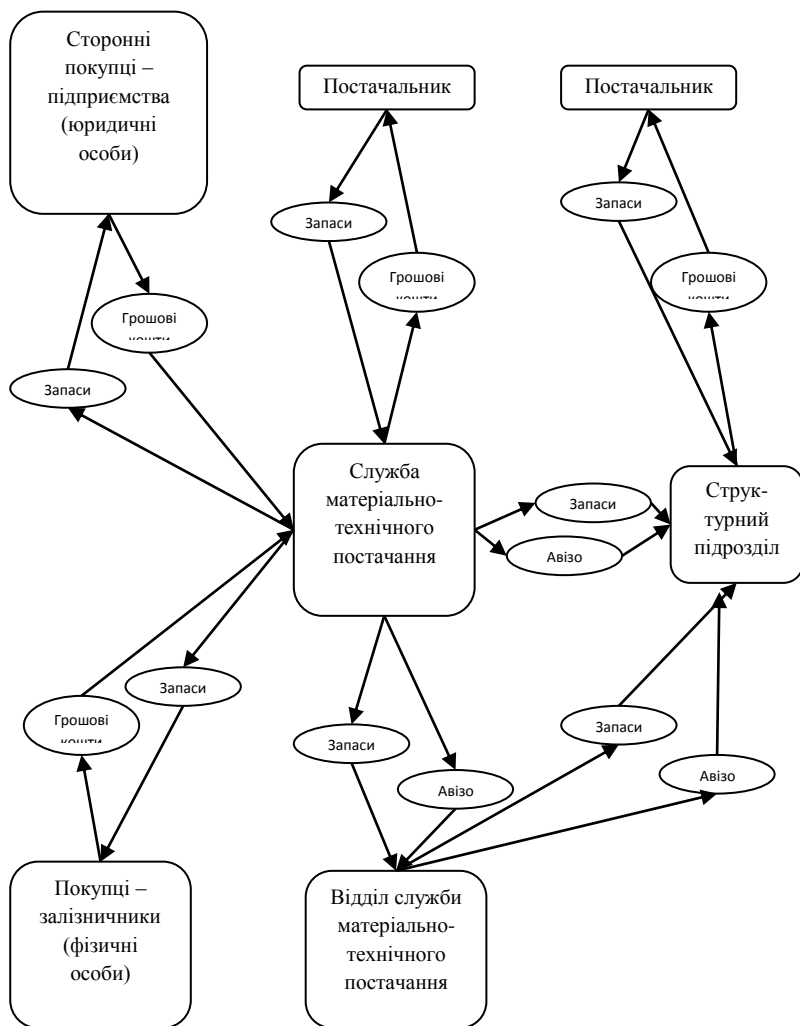 Сторонні
покупці –
підприємства
(юридичні
особи)
Постачальник
Постачальник
Запаси
Запаси
Грошові
Грошові
Грошові
Запаси
Служба
матеріально-
технічного
постачання
Запаси
Авізо
Струк-
турний
підрозділ
Запаси
Грошові
Запаси
Запаси
Авізо
Авізо
Покупці –
залізничники
(фізичні
особи)
Відділ служби
матеріально-
технічного
постачання